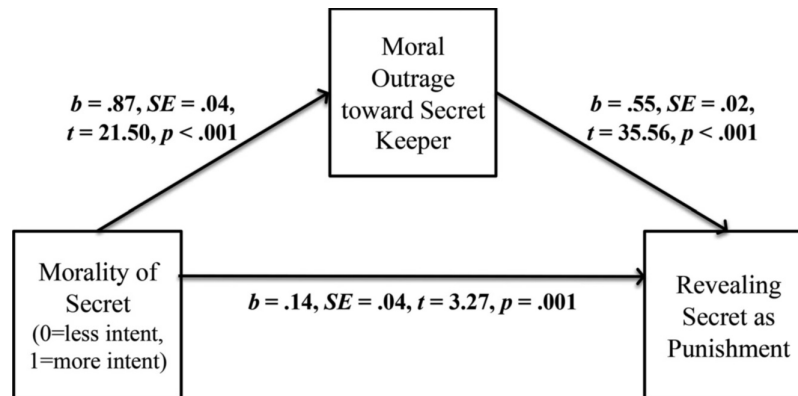 Moral
Outrage
toward Secret
Keeper
b = .87, SE = .04,
t = 21.50, p < .001
b = .55, SE = .02,
t = 35.56, p < .001
Morality of
Secret
(0=less intent,
1=more intent)
b = .14, SE = .04, t = 3.27, p = .001
Revealing
Secret as
Punishment